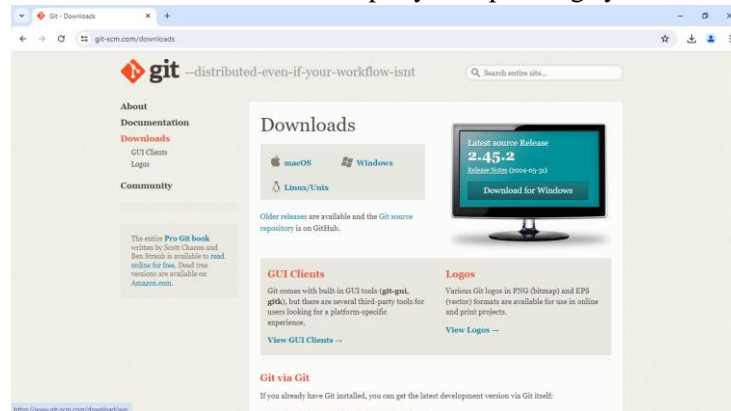 Git - Downloads
git-scm.com/downloads
git --distributed-even-if-your-workflow-isnt
Search entire site...
About
Documentation
Downloads
GUI Clients
Logos
Community
The entire Pro Git book
written by Scott Chacon and
Ben Straub is available to read
online for free. Dead tree
versions are available on
Amazon.com.
Downloads
macOS
Windows
Linux/Unix
Older releases are available and the Git source
repository is on GitHub.
Latest source Release
2.45.2
Release Notes (2024-05-31)
Download for Windows
GUI Clients
Git comes with built-in GUI tools (git-gui,
gitk), but there are several third-party tools for
users looking for a platform-specific
experience.
View GUI Clients →
Logos
Various Git logos in PNG (bitmap) and EPS
(vector) formats are available for use in online
and print projects.
View Logos →
Git via Git
If you already have Git installed, you can get the latest development version via Git itself:
https://www.git-scm.com/download/win